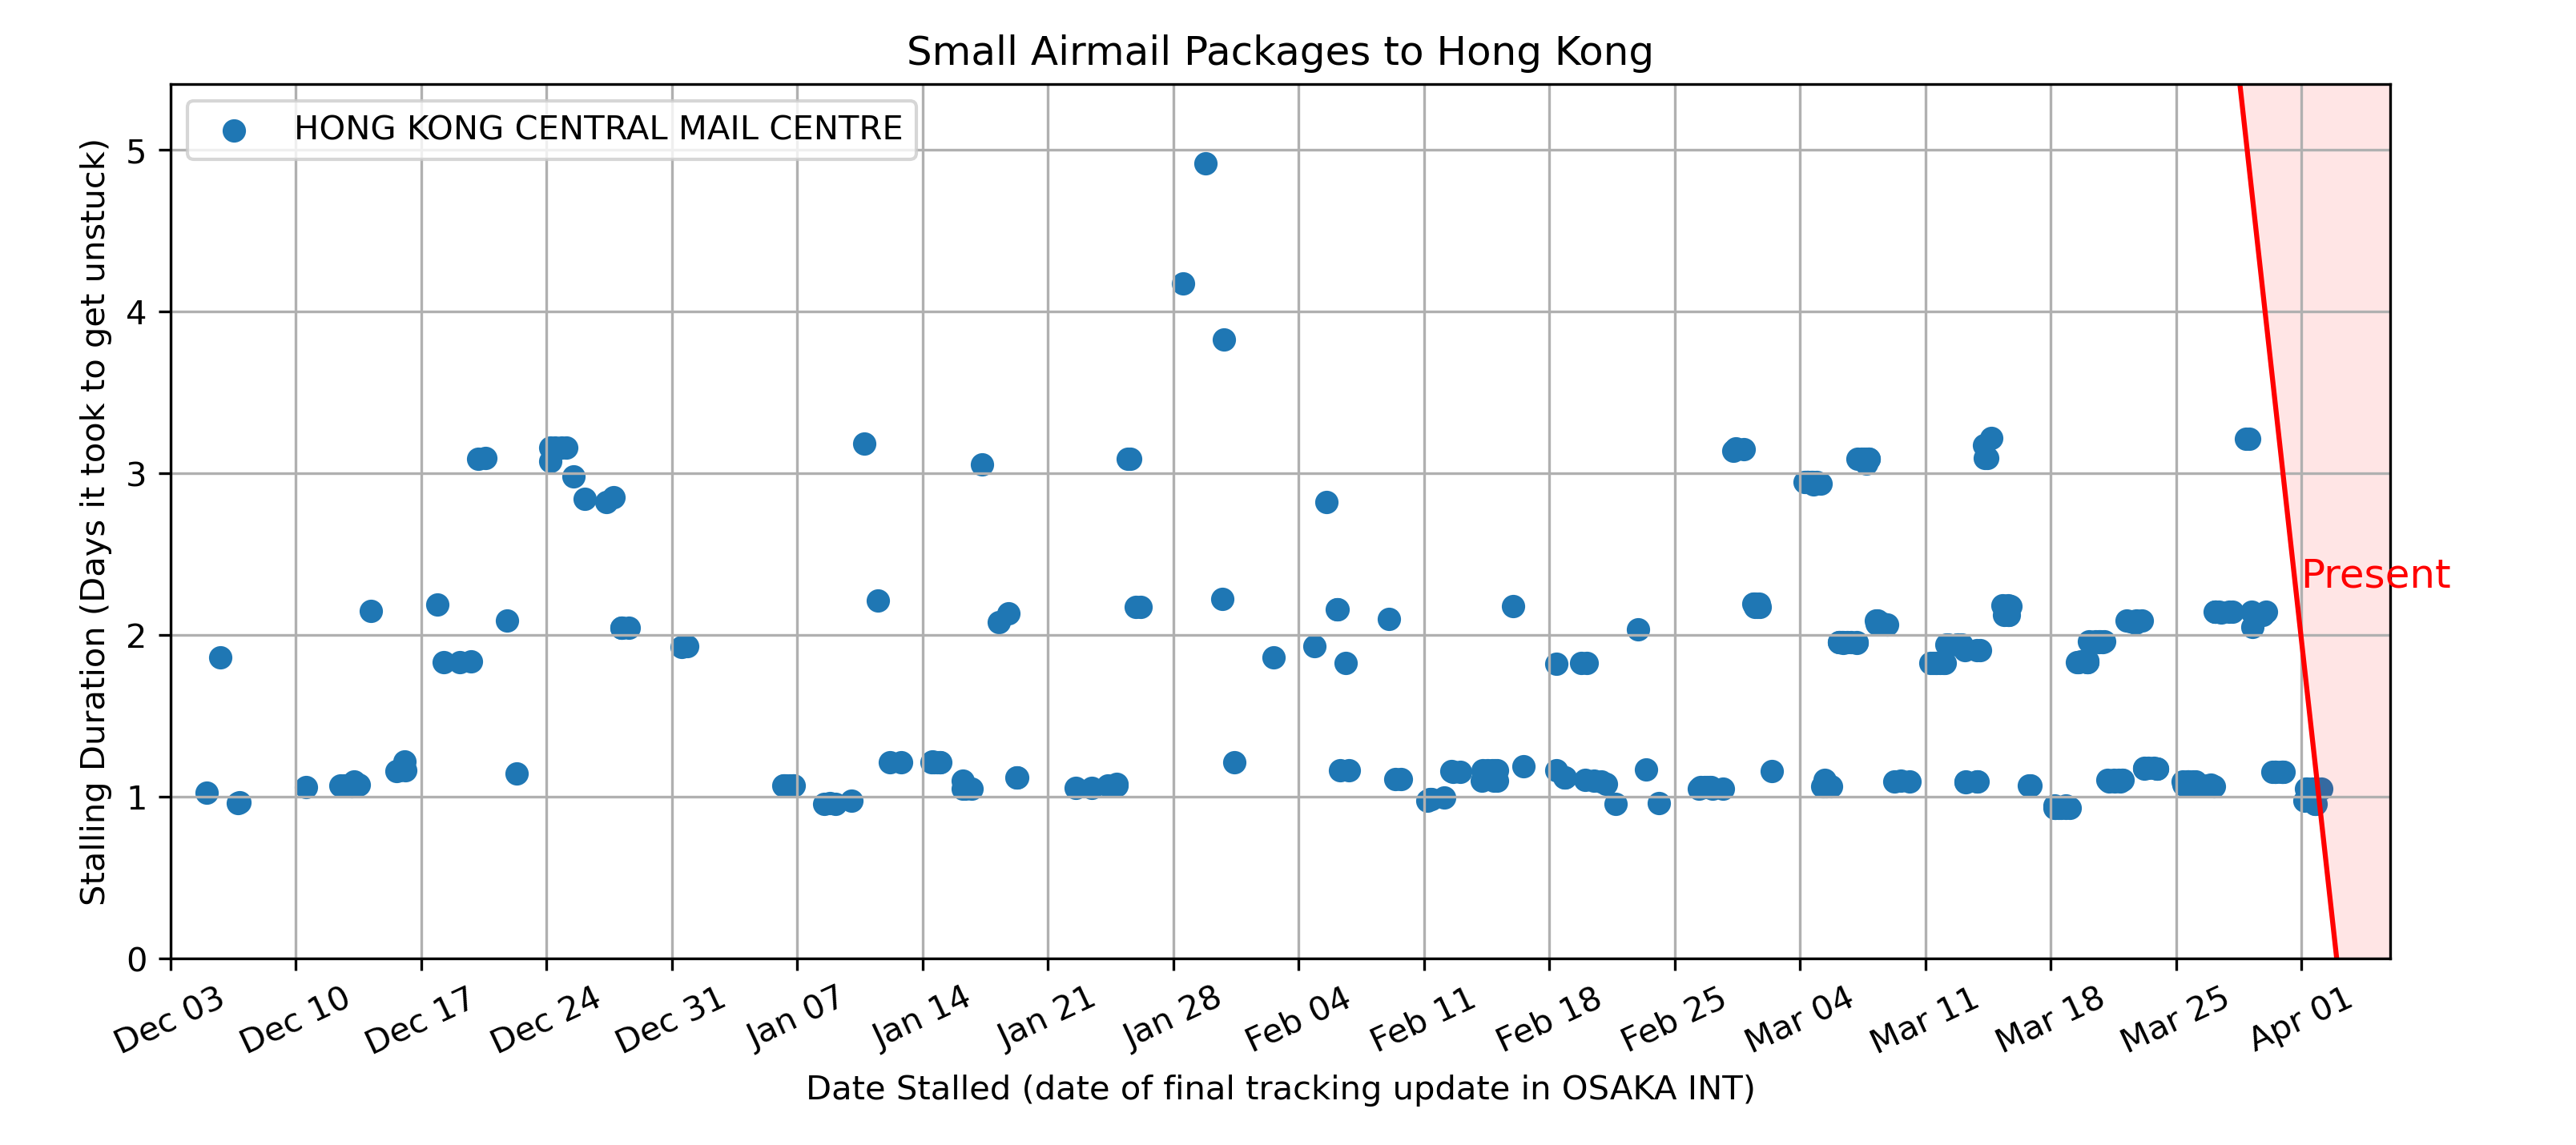 Small Airmail Packages to Hong Kong
HONG KONG CENTRAL MAIL CENTRE
Stalling Duration (Days it took to get unstuck)
5
4
3
2
1
0
Present
Dec 03
Dec 10
Dec 17
Dec 24
Dec 31
Jan 07
Jan 14
Jan 21
Jan 28
Feb 04
Feb 11
Feb 18
Feb 25
Mar 04
Mar 11
Mar 18
Mar 25
Apr 01
Date Stalled (date of final tracking update in OSAKA INT)